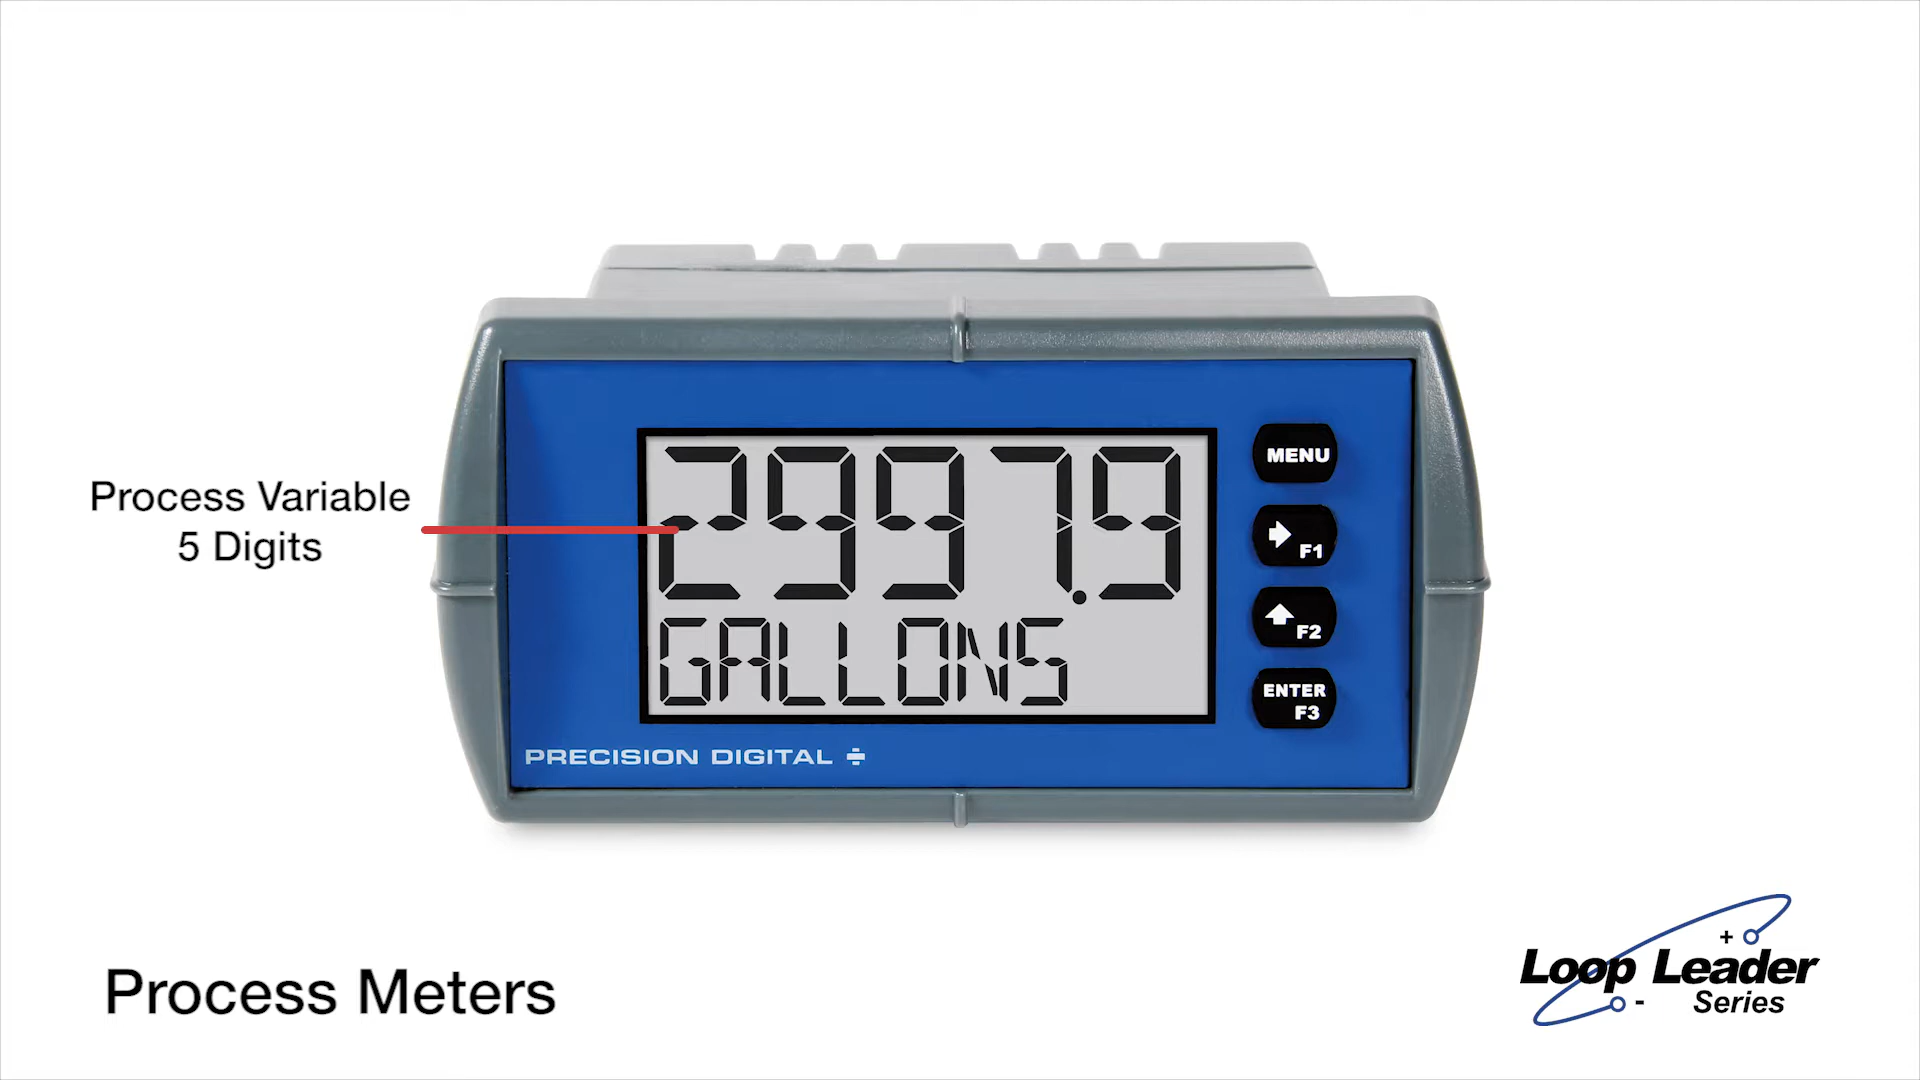 Process Variable
5 Digits
2997.9
GALLONS
MENU
F1
F2
ENTER
F3
PRECISION DIGITAL
Process Meters
+
Loop Leader
- Series